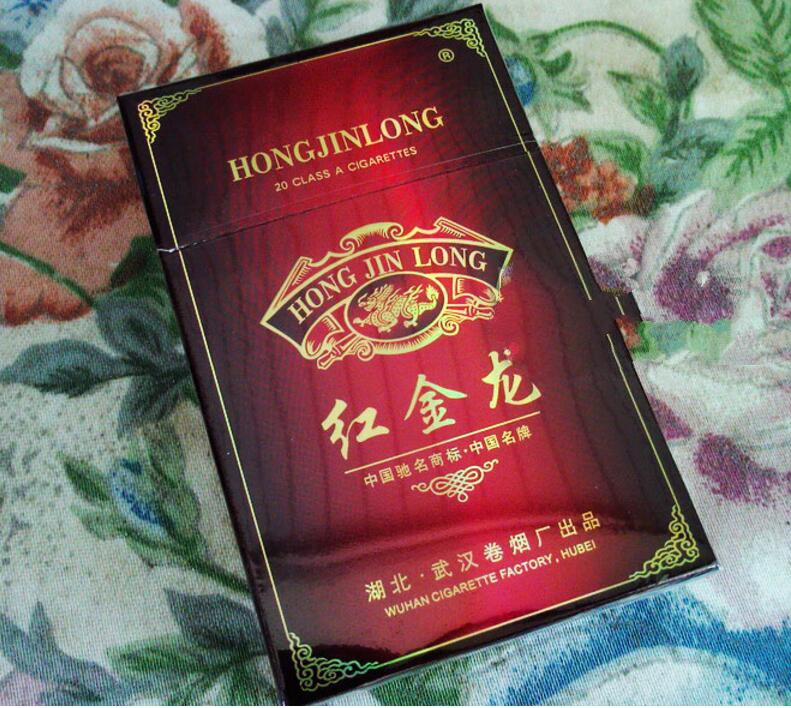 ®
HONGJINLONG
20 CLASS A CIGARETTES
HONG JIN LONG
红金龙
中国驰名商标·中国名牌
湖北·武汉卷烟厂出品
WUHAN CIGARETTE FACTORY, HUBEI